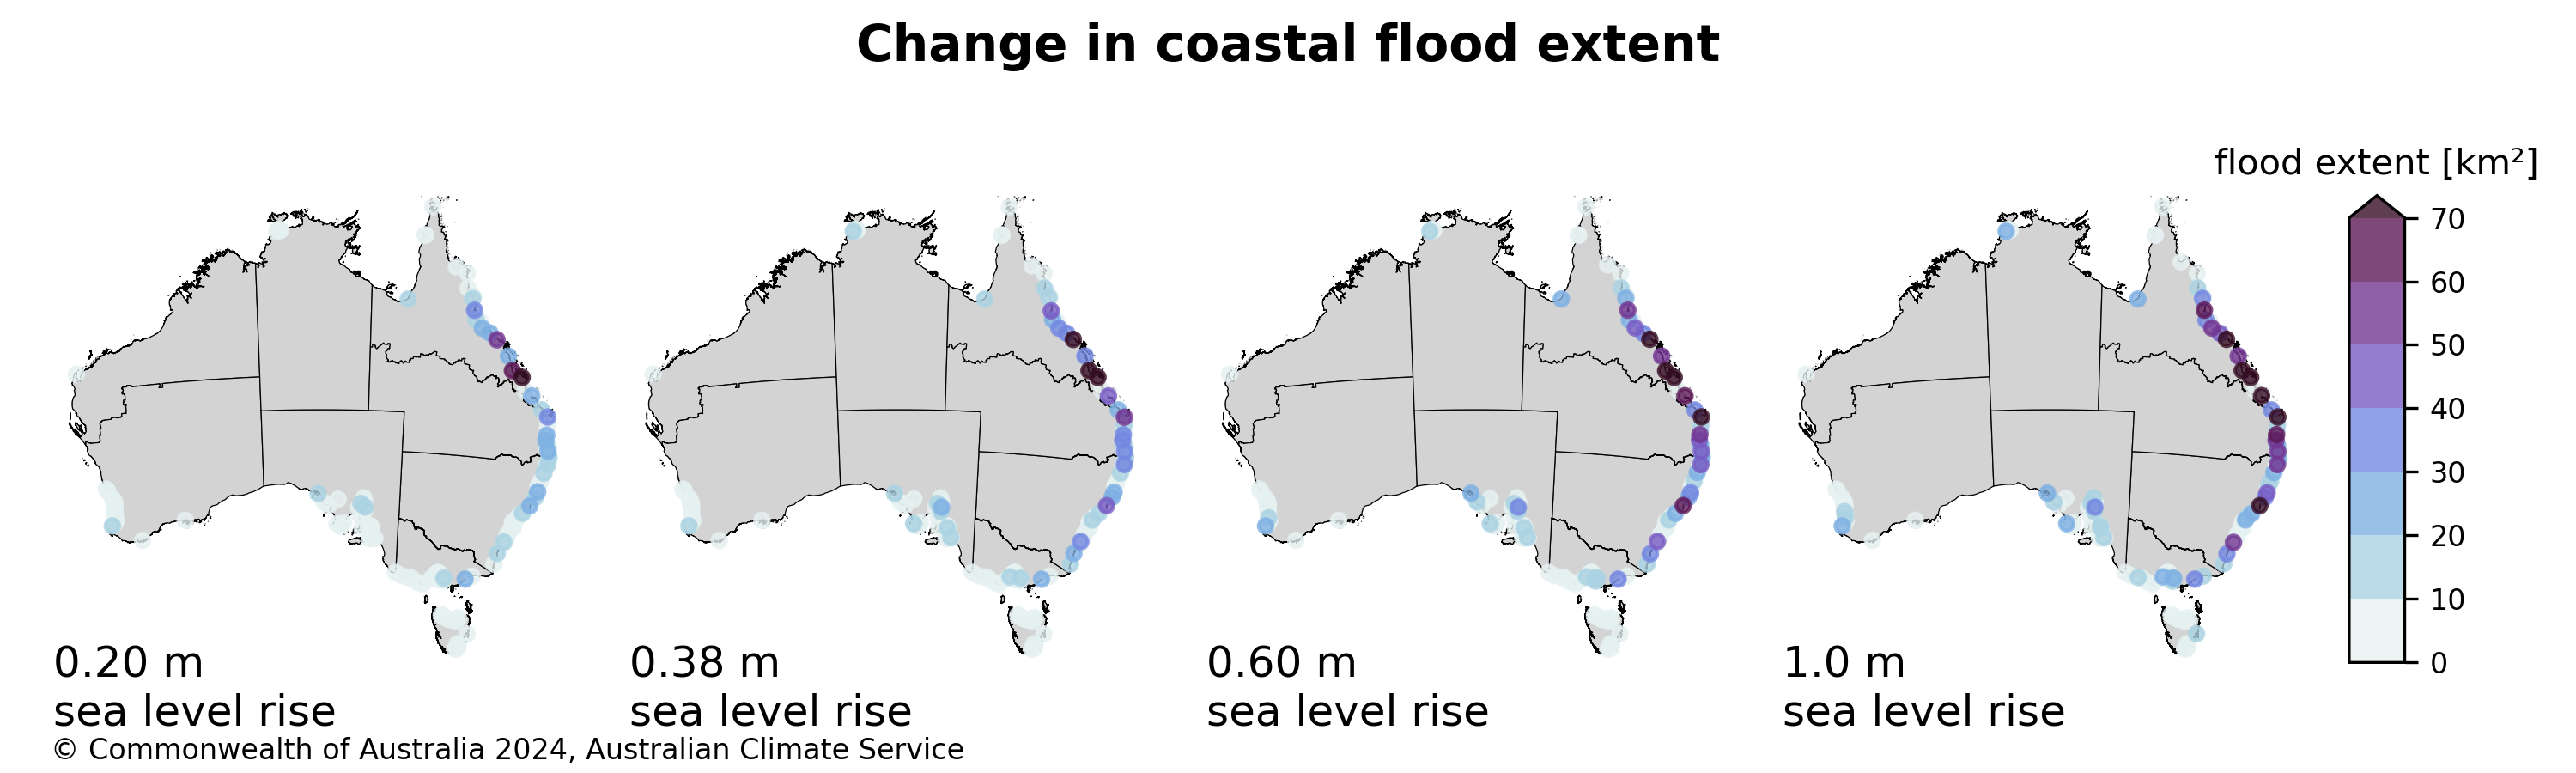 Change in coastal flood extent
flood extent [km²]
70
60
50
40
30
20
10
0
0.20 m
sea level rise
0.38 m
sea level rise
0.60 m
sea level rise
1.0 m
sea level rise
© Commonwealth of Australia 2024, Australian Climate Service